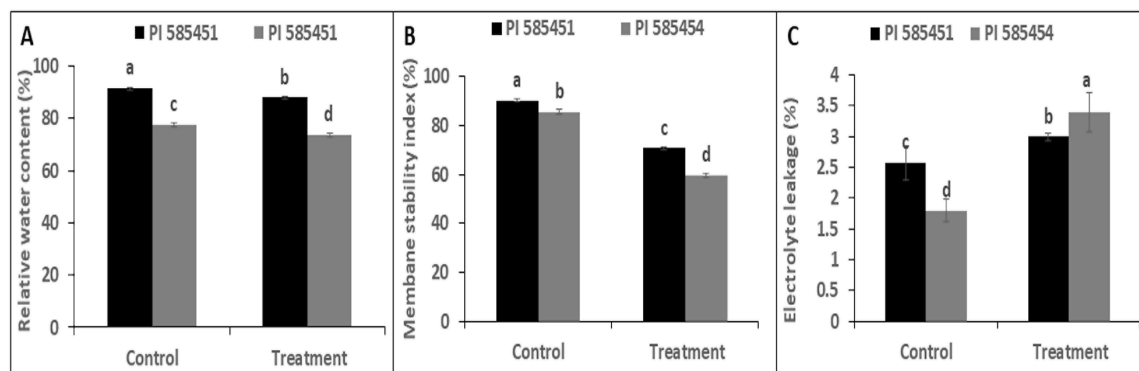 A
PI 585451 PI 585451
Relative water content (%)
100
80
60
40
20
0
a
c
b
d
Control Treatment
B
PI 585451 PI 585454
Membane stability index (%)
100
80
60
40
20
0
a
b
c
d
Control Treatment
C
PI 585451 PI 585454
Electrolyte leakage (%)
4
3.5
3
2.5
2
1.5
1
0.5
0
c
d
b
a
Control Treatment